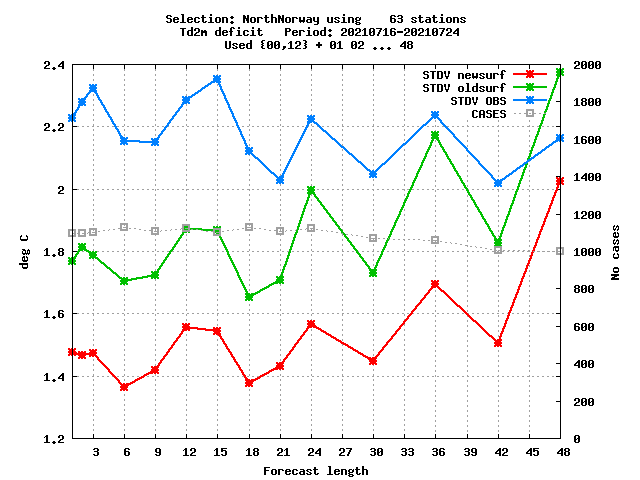 Selection: NorthNorway using    63 stations
Td2m deficit   Period: 20210716-20210724
Used {00,12} + 01 02 ... 48
STDV newsurf
STDV oldsurf
STDV OBS
CASES
deg C
2.4
2.2
2
1.8
1.6
1.4
1.2
2000
1800
1600
1400
1200
1000
800
600
400
200
0
No cases
3 6 9 12 15 18 21 24 27 30 33 36 39 42 45 48
Forecast length